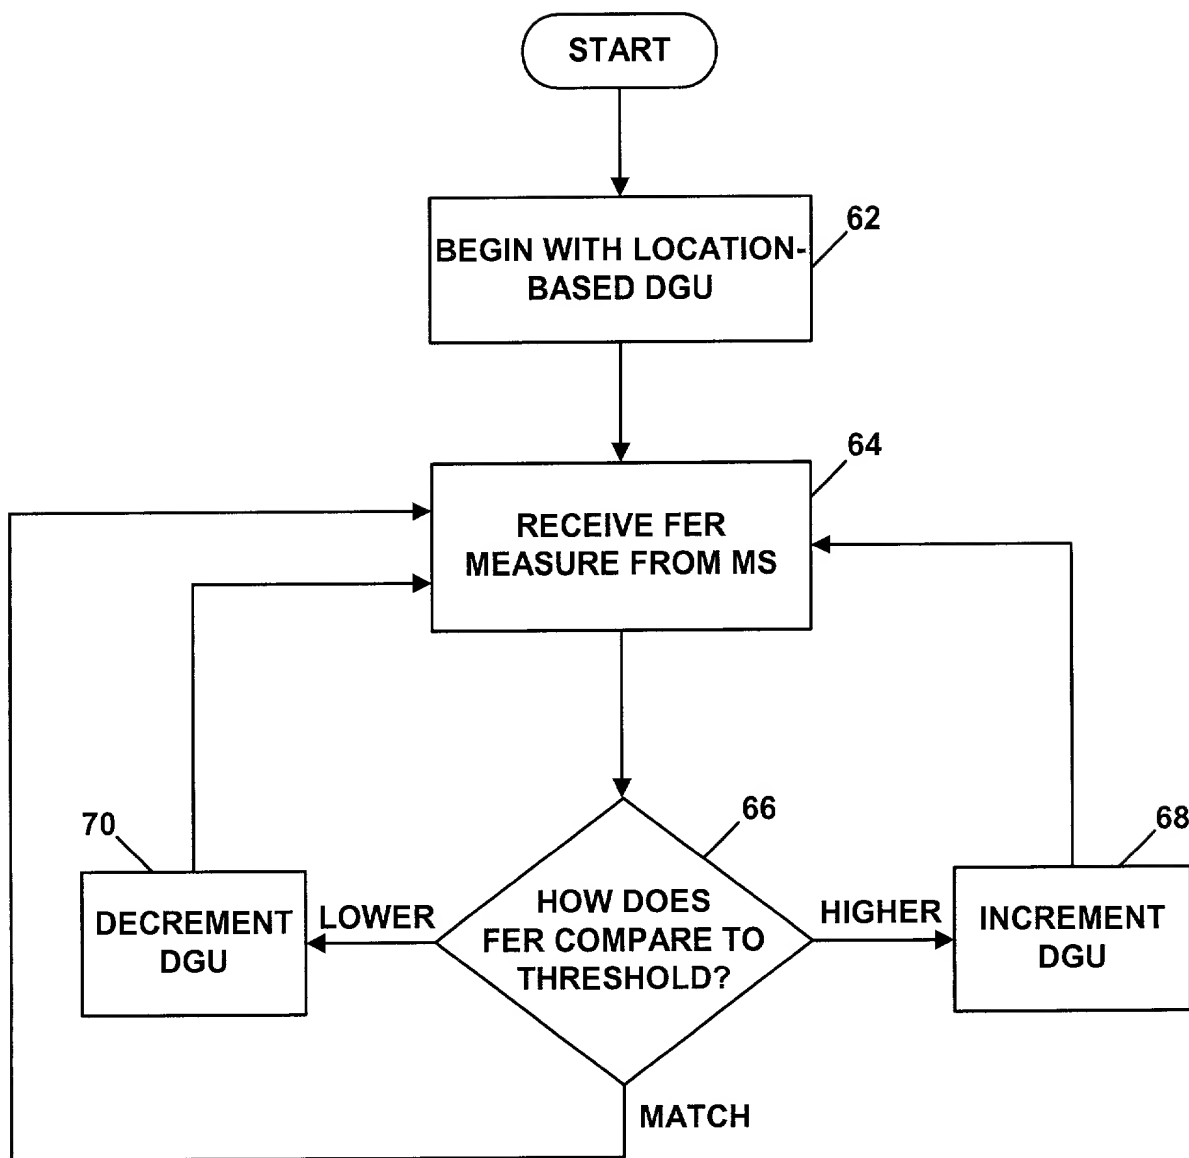 START
62
BEGIN WITH LOCATION-
BASED DGU
64
RECEIVE FER
MEASURE FROM MS
66
70
68
HOW DOES
FER COMPARE TO
THRESHOLD?
LOWER
DECREMENT
DGU
HIGHER
INCREMENT
DGU
MATCH